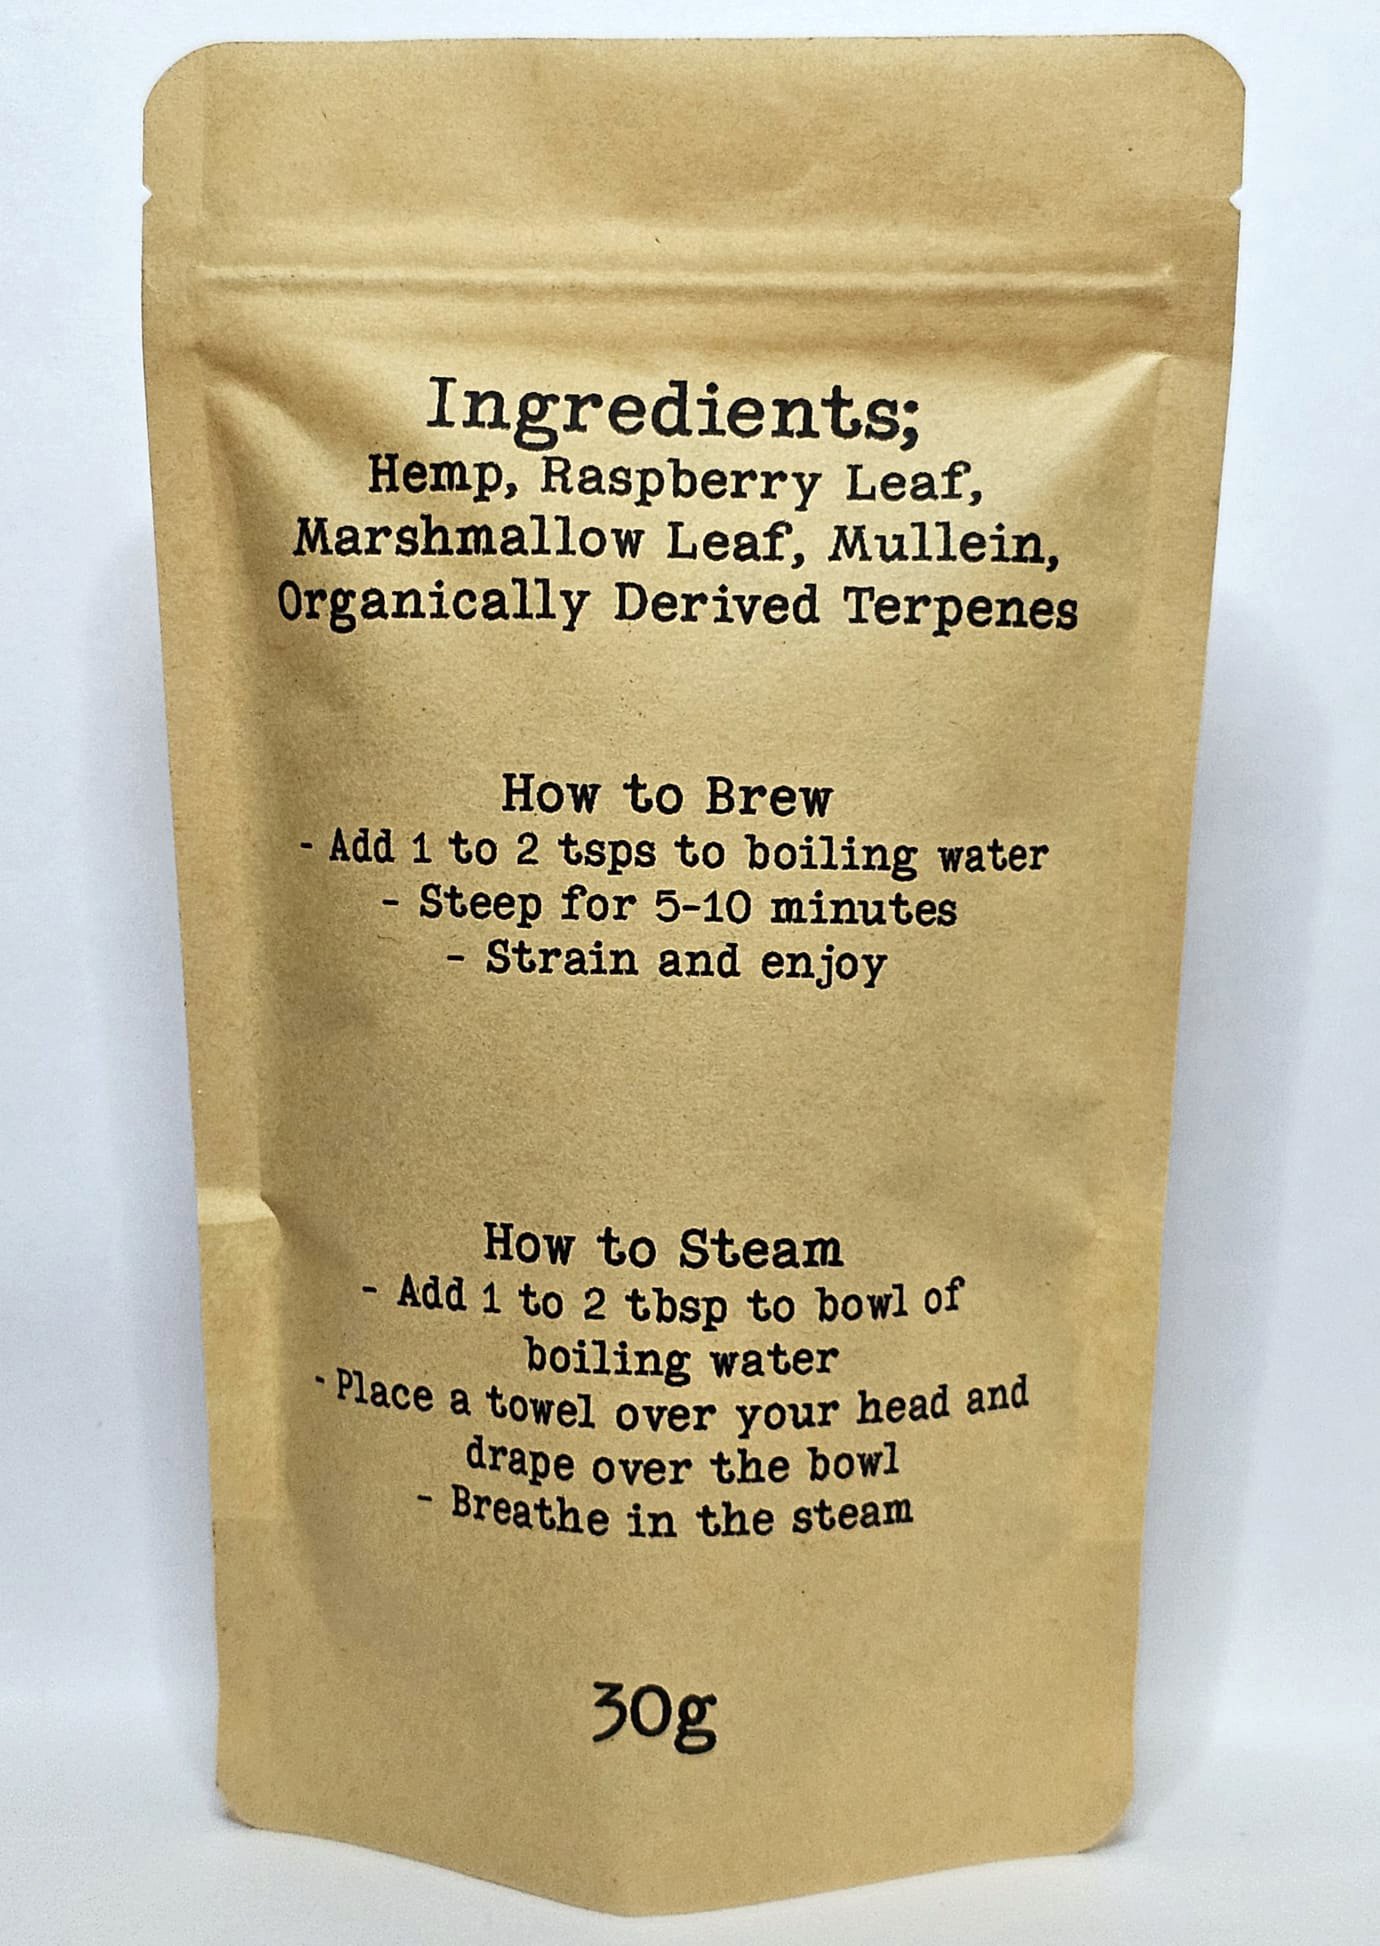 Ingredients;
Hemp, Raspberry Leaf,
Marshmallow Leaf, Mullein,
Organically Derived Terpenes
How to Brew
- Add 1 to 2 tsps to boiling water
- Steep for 5-10 minutes
- Strain and enjoy
How to Steam
- Add 1 to 2 tbsp to bowl of
boiling water
- Place a towel over your head and
drape over the bowl
- Breathe in the steam
30g